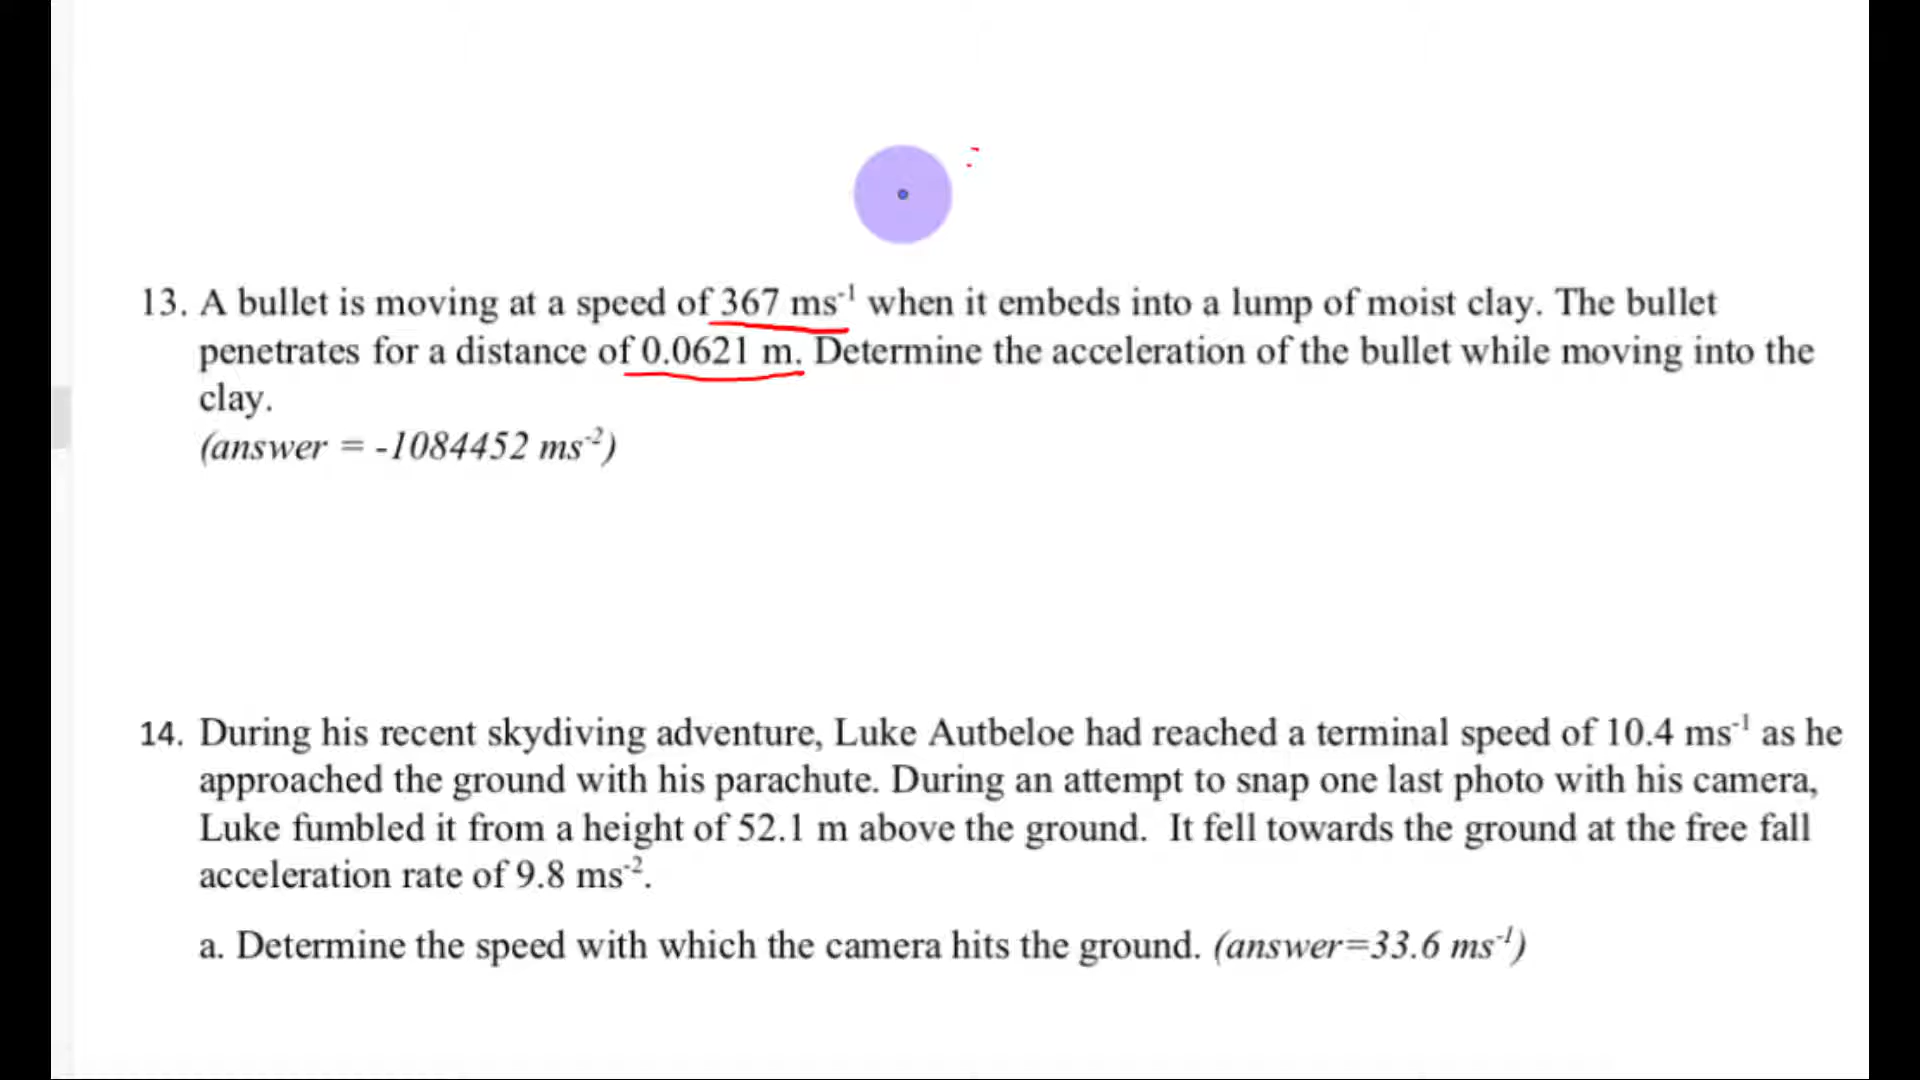 13. A bullet is moving at a speed of 367 ms⁻¹ when it embeds into a lump of moist clay. The bullet
penetrates for a distance of 0.0621 m. Determine the acceleration of the bullet while moving into the
clay.
(answer = -1084452 ms⁻²)
14. During his recent skydiving adventure, Luke Autbeloe had reached a terminal speed of 10.4 ms⁻¹ as he
approached the ground with his parachute. During an attempt to snap one last photo with his camera,
Luke fumbled it from a height of 52.1 m above the ground. It fell towards the ground at the free fall
acceleration rate of 9.8 ms⁻².
a. Determine the speed with which the camera hits the ground. (answer=33.6 ms⁻¹)